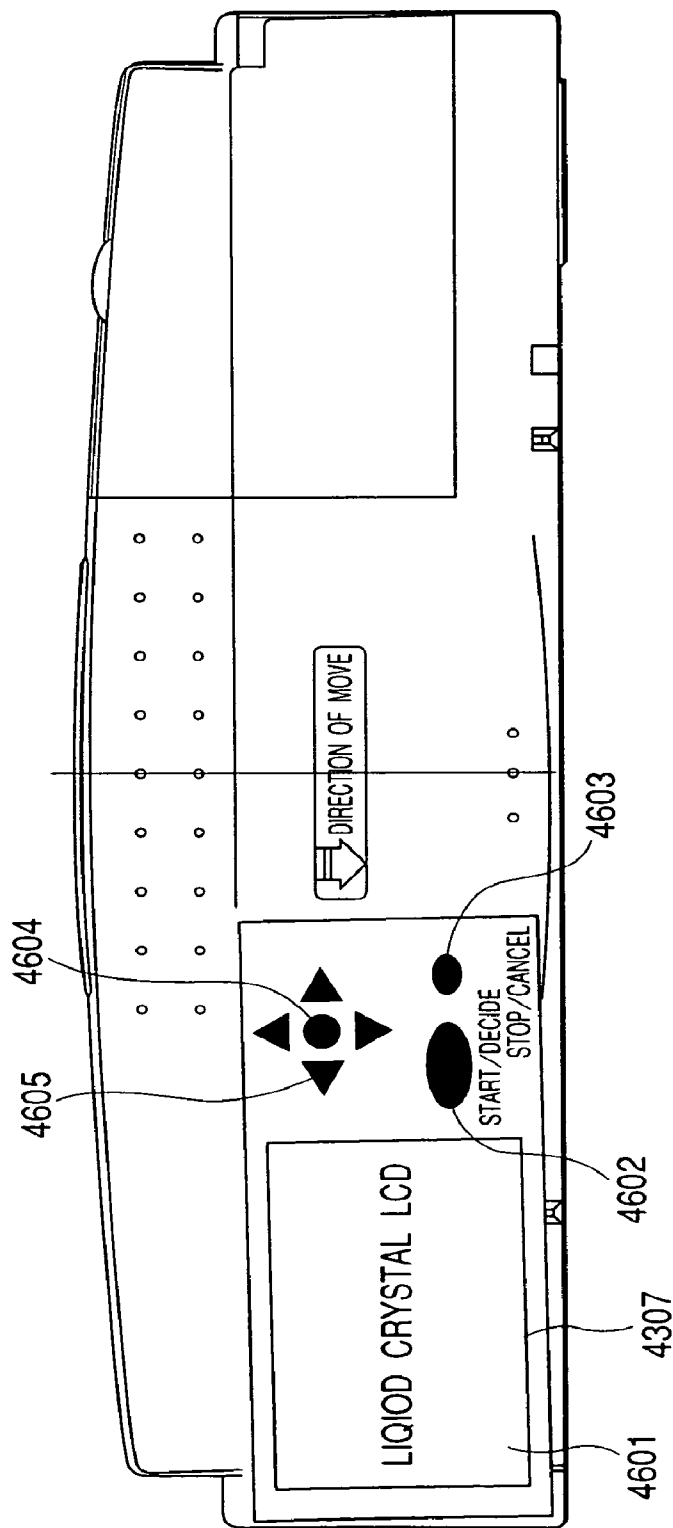 4605
4604
DIRECTION OF MOVE
LIQIOD CRYSTAL LCD
START/DECIDE
STOP/CANCEL
4601
4307
4602
4603